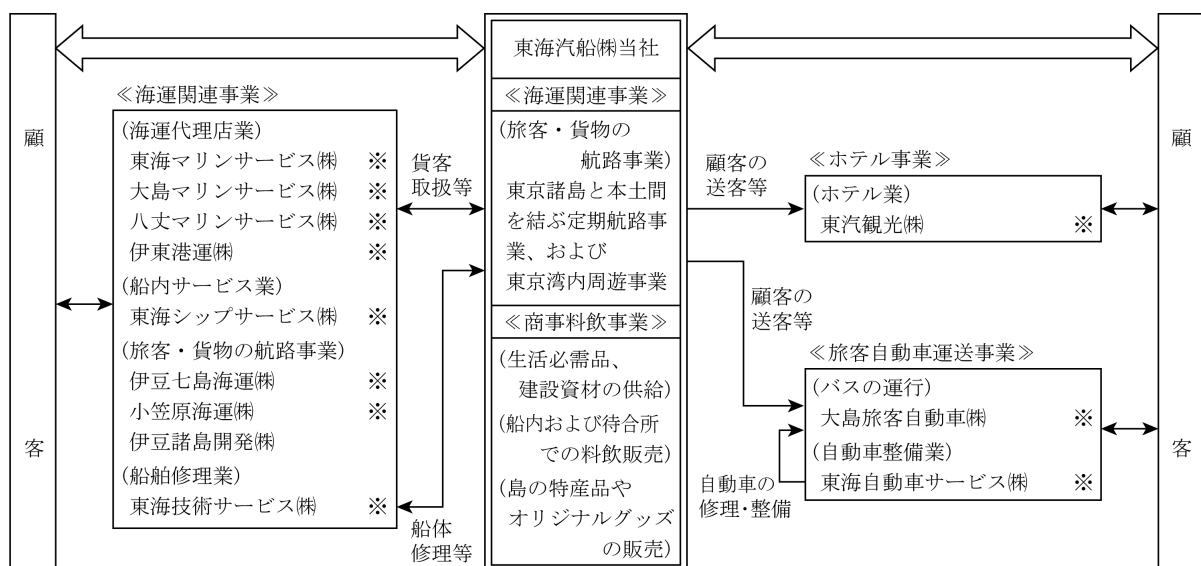 顧
客
≪海運関連事業≫
(海運代理店業)
東海マリンサービス㈱ ※
大島マリンサービス㈱ ※
八丈マリンサービス㈱ ※
伊東港運㈱ ※
(船内サービス業)
東海シップサービス㈱ ※
(旅客・貨物の航路事業)
伊豆七島海運㈱ ※
小笠原海運㈱ ※
伊豆諸島開発㈱
(船舶修理業)
東海技術サービス㈱ ※
貨客
取扱等
船体
修理等
東海汽船㈱当社
≪海運関連事業≫
(旅客・貨物の
航路事業)
東京諸島と本土間
を結ぶ定期航路事
業、および
東京湾内周遊事業
≪商事料飲事業≫
(生活必需品、
建設資材の供給)
(船内および待合所
での料飲販売)
(島の特産品や
オリジナルグッズ
の販売)
顧客の
送客等
顧客の
送客等
自動車の
修理・整備
≪ホテル事業≫
(ホテル業)
東汽観光㈱ ※
≪旅客自動車運送事業≫
(バスの運行)
大島旅客自動車㈱ ※
(自動車整備業)
東海自動車サービス㈱ ※
顧
客